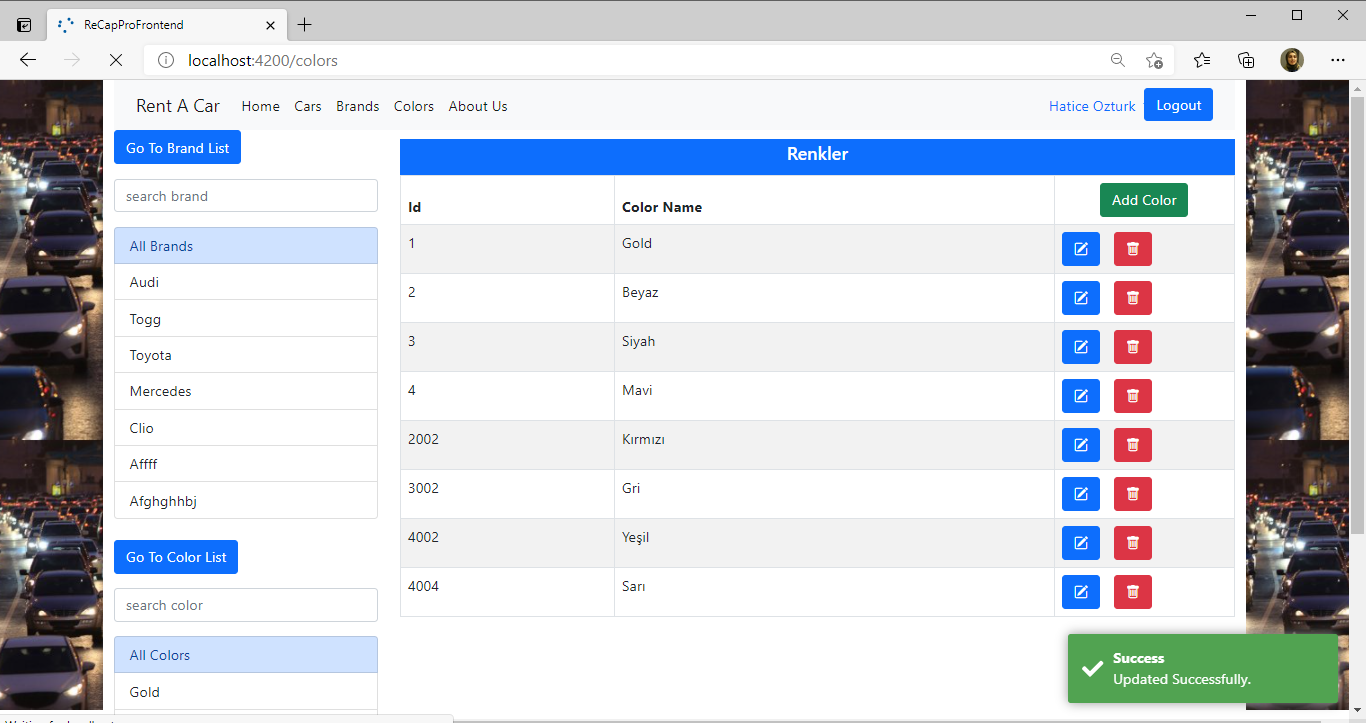 ReCapProFrontend
localhost:4200/colors
Rent A Car Home Cars Brands Colors About Us Hatice Ozturk Logout
Go To Brand List
search brand
All Brands
Audi
Togg
Toyota
Mercedes
Clio
Affff
Afghghhbj
Go To Color List
search color
All Colors
Gold
Renkler
Id Color Name Add Color
1 Gold
2 Beyaz
3 Siyah
4 Mavi
2002 Kırmızı
3002 Gri
4002 Yeşil
4004 Sarı
Success
Updated Successfully.